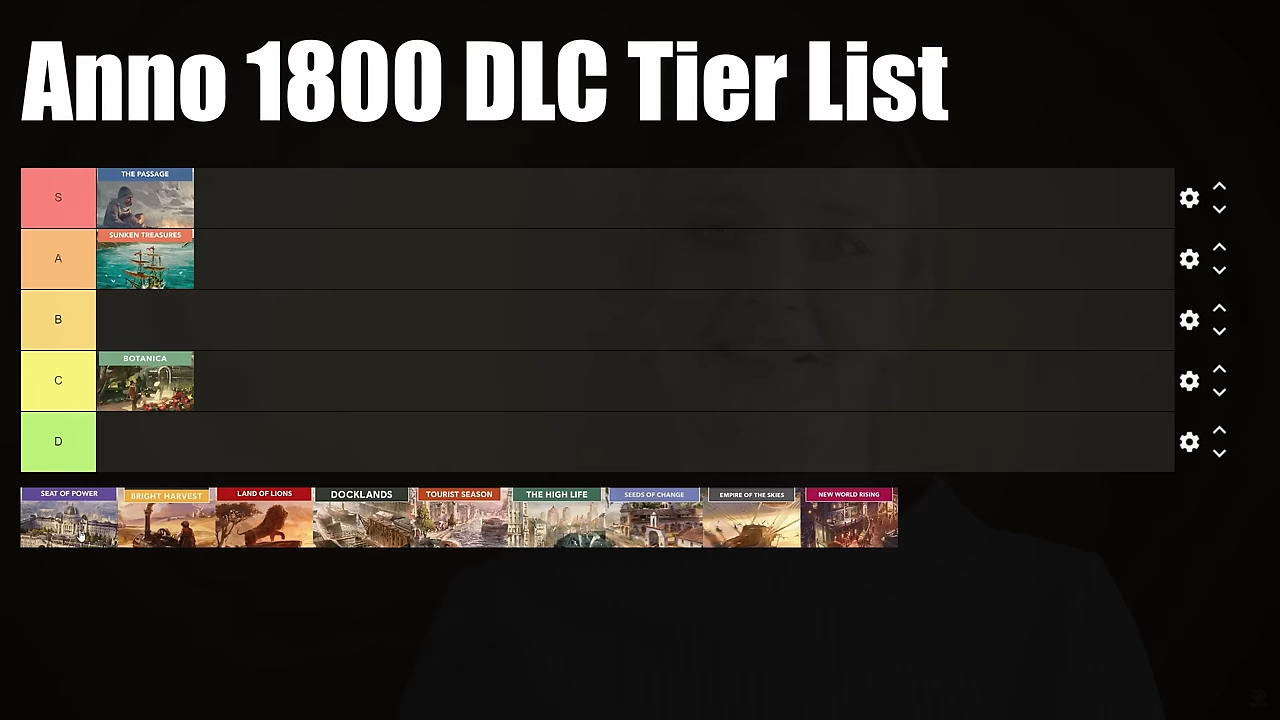 Anno 1800 DLC Tier List
S
THE PASSAGE
A
SUNKEN TREASURES
B
C
BOTANICA
D
SEAT OF POWER
BRIGHT HARVEST
LAND OF LIONS
DOCKLANDS
TOURIST SEASON
THE HIGH LIFE
SEEDS OF CHANGE
EMPIRE OF THE SKIES
NEW WORLD RISING